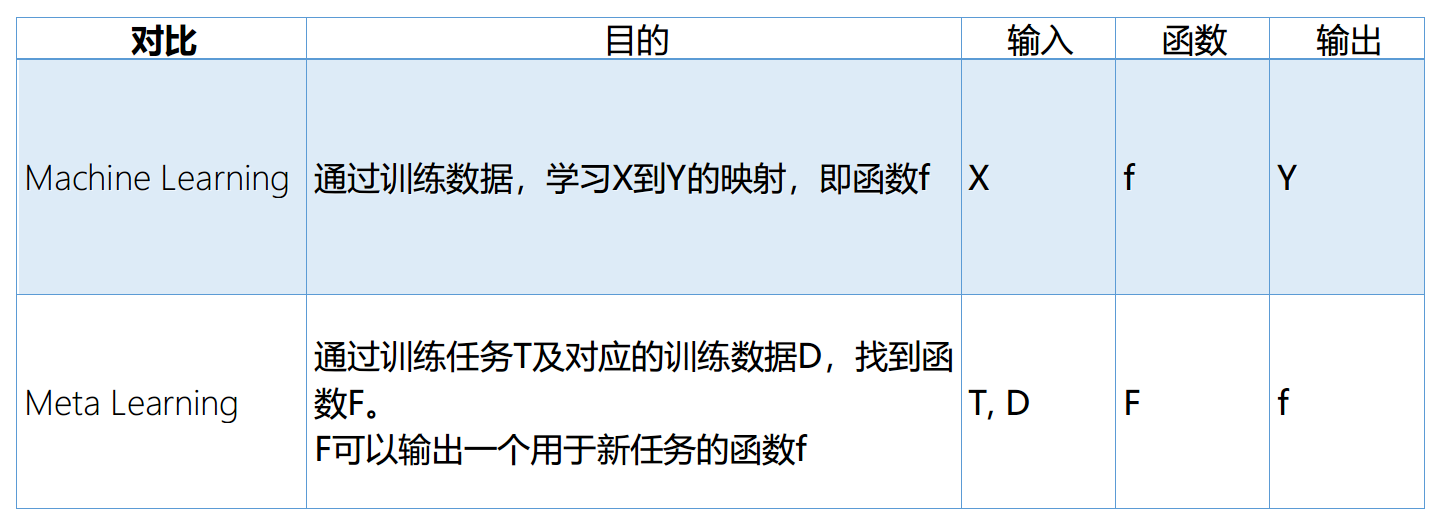 对比 目的 输入 函数 输出
Machine Learning 通过训练数据，学习X到Y的映射，即函数f X f Y
通过训练任务T及对应的训练数据D，找到函
Meta Learning 数F。 T, D F f
F可以输出一个用于新任务的函数f